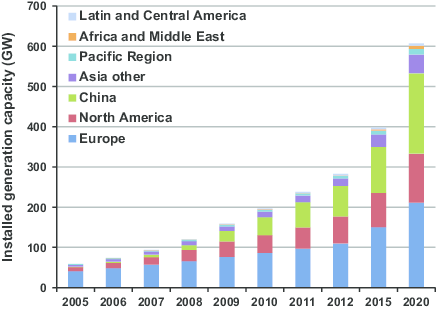 Installed generation capacity (GW)
700
600
500
400
300
200
100
0
Latin and Central America
Africa and Middle East
Pacific Region
Asia other
China
North America
Europe
2005 2006 2007 2008 2009 2010 2011 2012 2015 2020